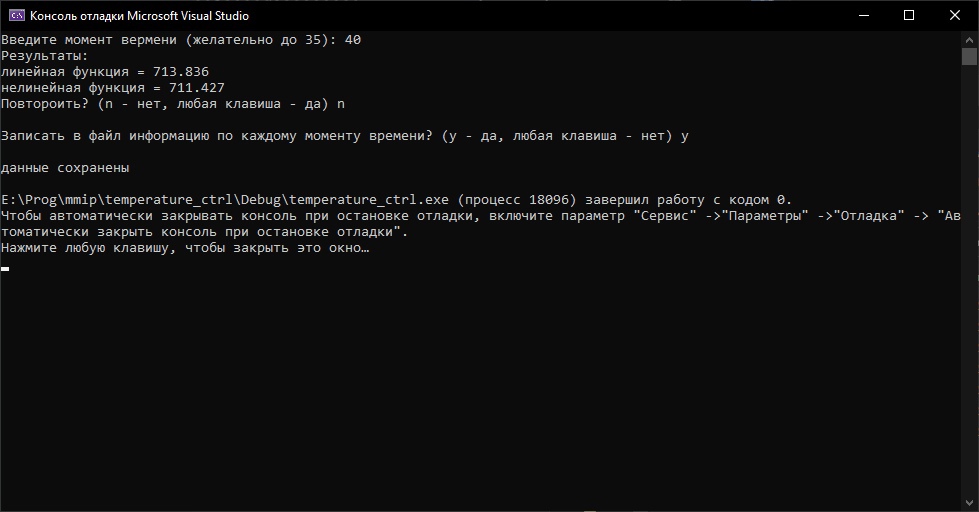 Консоль отладки Microsoft Visual Studio
Введите момент вермени (желательно до 35): 40
Результаты:
линейная функция = 713.836
нелинейная функция = 711.427
Повтороить? (n - нет, любая клавиша - да) n
Записать в файл информацию по каждому моменту времени? (y - да, любая клавиша - нет) y
данные сохранены
E:\Prog\mmip\temperature_ctrl\Debug\temperature_ctrl.exe (процесс 18096) завершил работу с кодом 0.
Чтобы автоматически закрывать консоль при остановке отладки, включите параметр "Сервис" ->"Параметры" ->"Отладка" -> "Ав
томатически закрыть консоль при остановке отладки".
Нажмите любую клавишу, чтобы закрыть это окно…